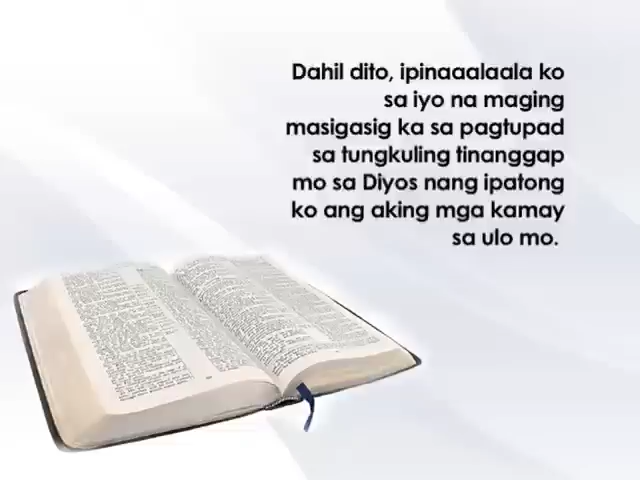 Dahil dito, ipinaaalaala ko
sa iyo na maging
masigasig ka sa pagtupad
sa tungkuling tinanggap
mo sa Diyos nang ipatong
ko ang aking mga kamay
sa ulo mo.